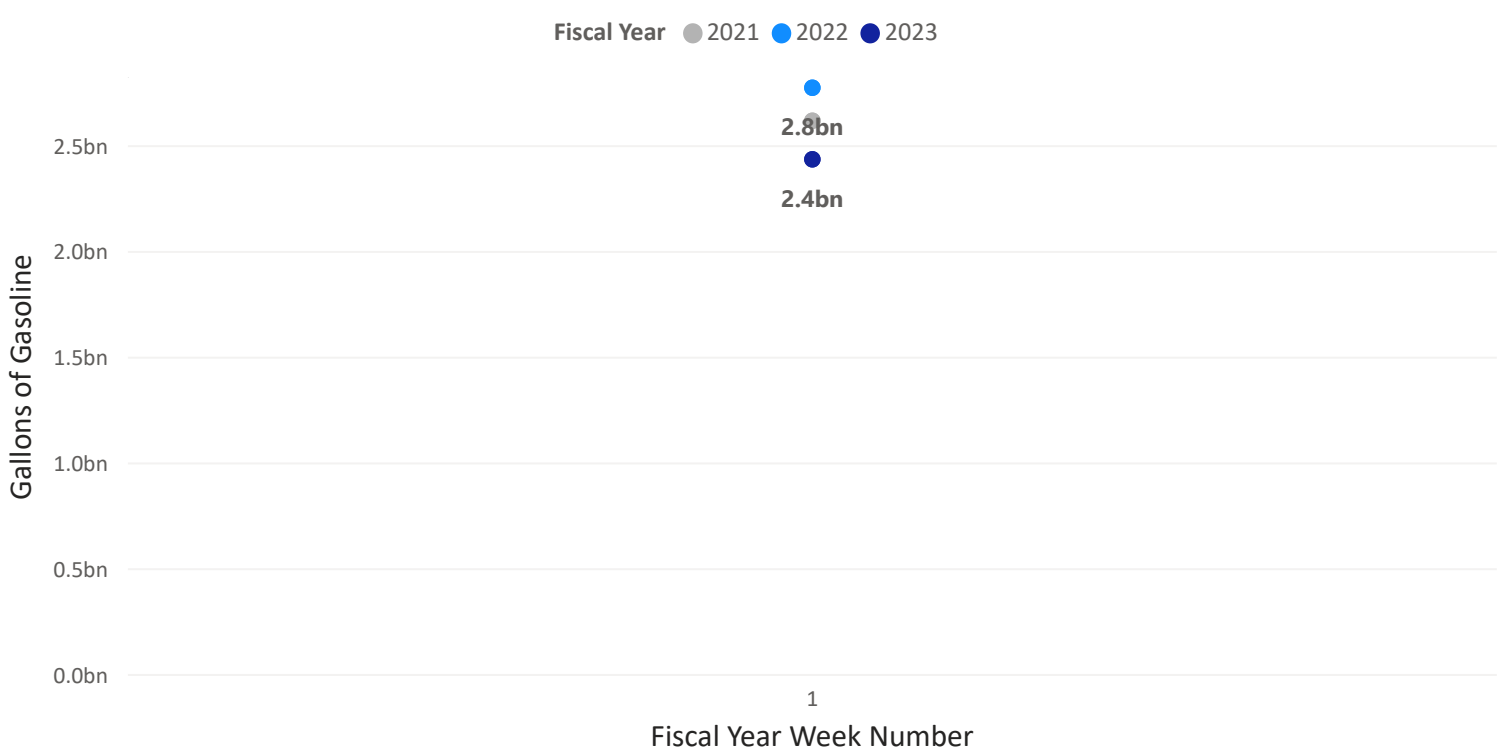 Fiscal Year 2021 2022 2023
Gallons of Gasoline
2.5bn
2.0bn
1.5bn
1.0bn
0.5bn
0.0bn
2.8bn
2.4bn
1
Fiscal Year Week Number